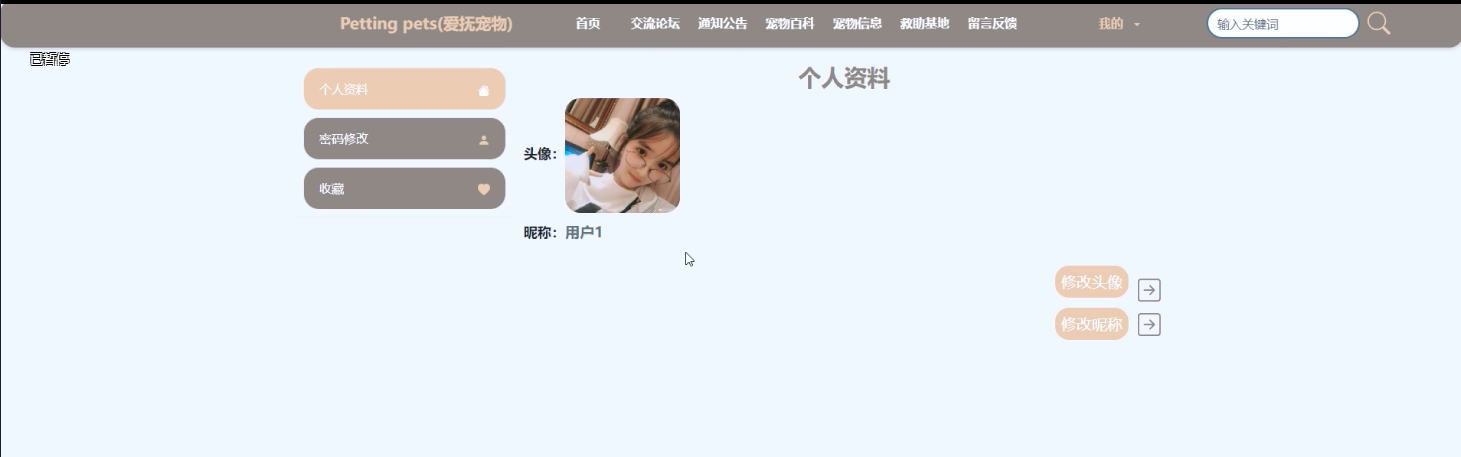 Petting pets(爱抚宠物) 首页 交流论坛 通知公告 宠物百科 宠物信息 救助基地 留言反馈 我的 输入关键词
已暂停
个人资料
个人资料
密码修改
收藏
头像:
昵称: 用户1
修改头像
修改昵称